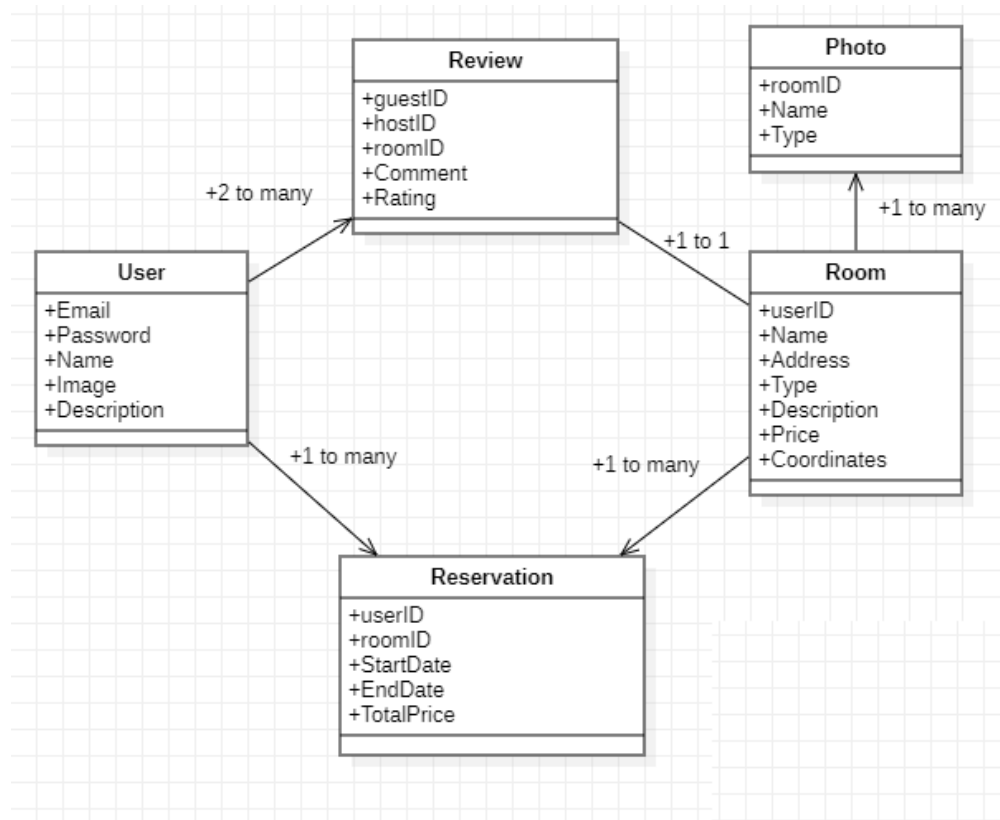 Review
+guestID
+hostID
+roomID
+Comment
+Rating
Photo
+roomID
+Name
+Type
+2 to many
+1 to many
+1 to 1
User
+Email
+Password
+Name
+Image
+Description
Room
+userID
+Name
+Address
+Type
+Description
+Price
+Coordinates
+1 to many
+1 to many
Reservation
+userID
+roomID
+StartDate
+EndDate
+TotalPrice